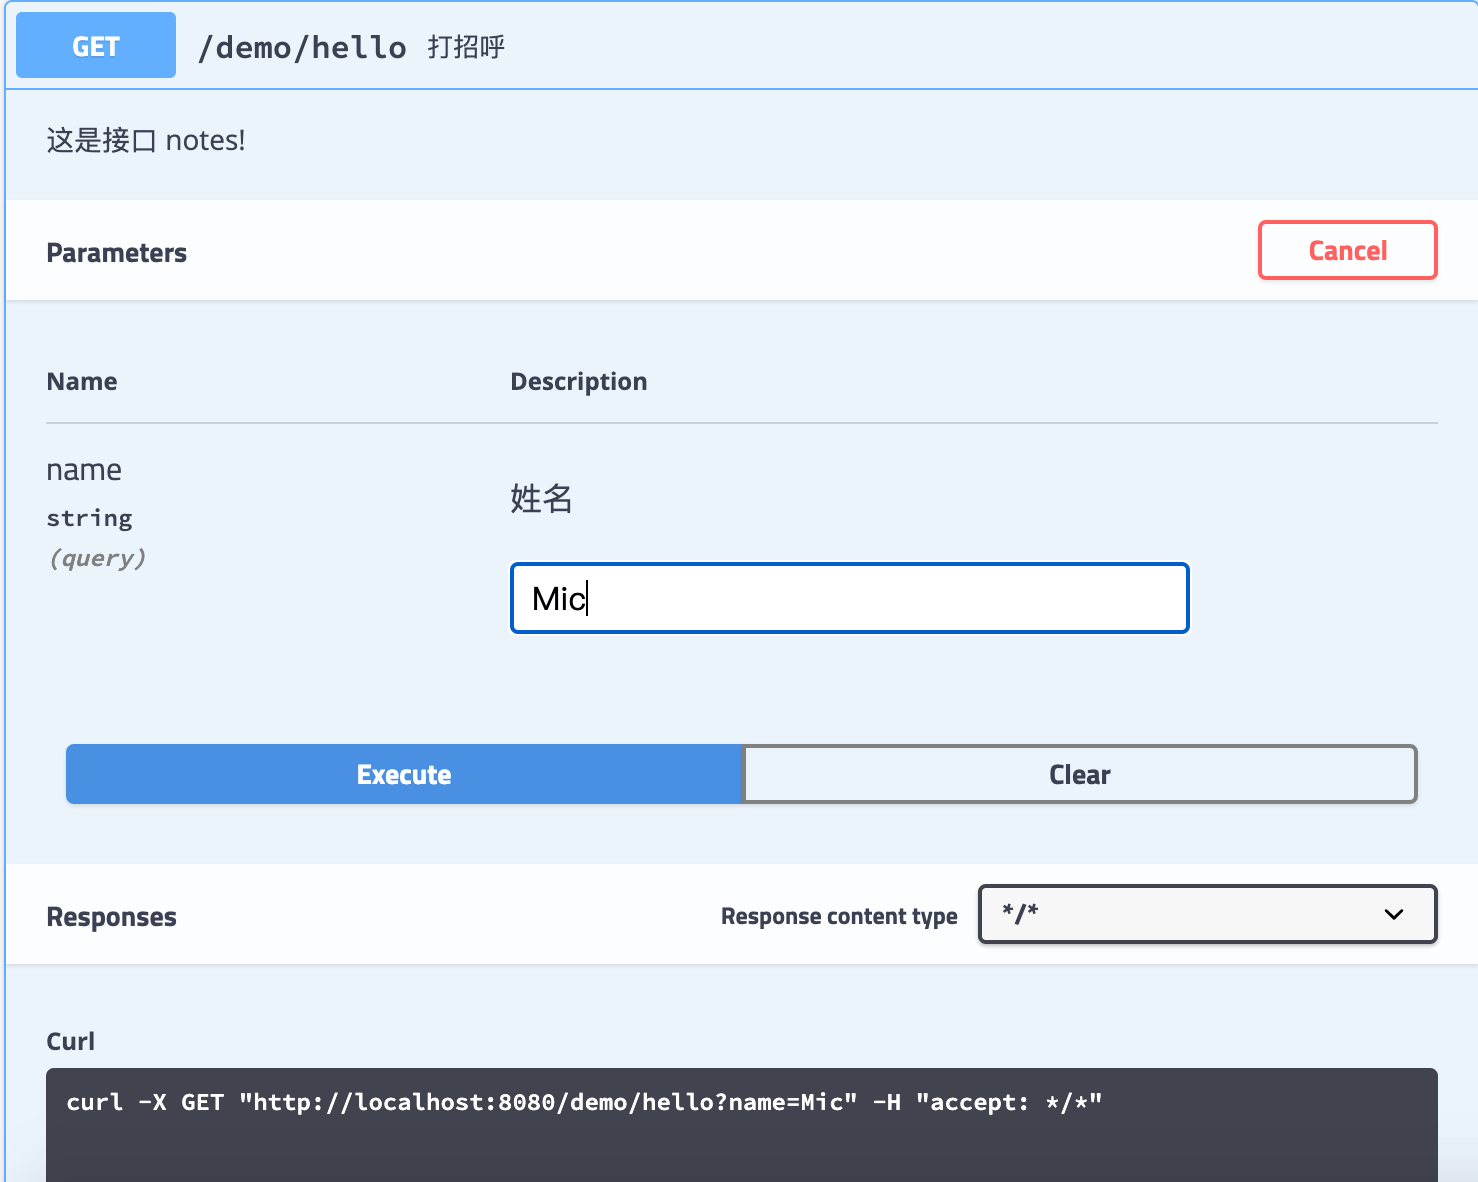 GET /demo/hello 打招呼
这是接口 notes!
Parameters Cancel
Name Description
name
string
(query)
姓名
Mic
Execute Clear
Responses Response content type */*
Curl
curl -X GET "http://localhost:8080/demo/hello?name=Mic" -H "accept: */*"